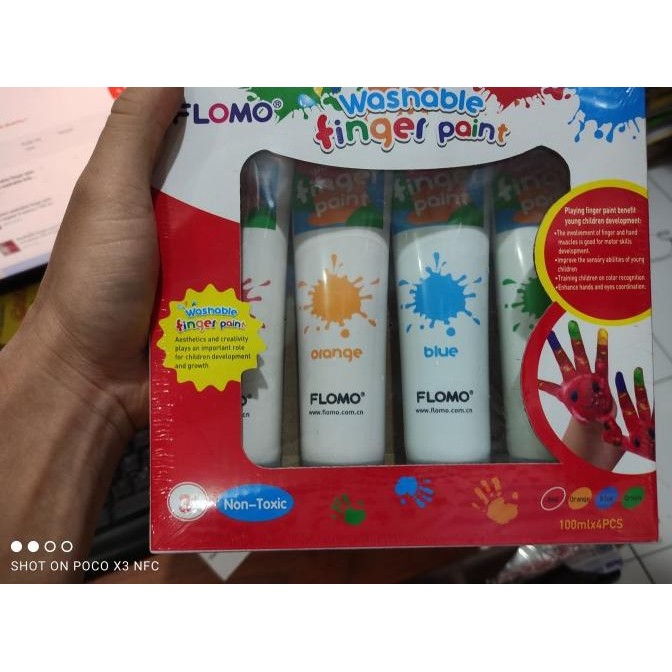 FLOMO®
Washable
finger paint
finger
paint
finger
paint
Playing finger paint benefit
young children development:
•The involvement of finger and hand
muscles is good for motor skills
development.
•Improve the sensory abilities of young
children
•Training children on color recognition
•Enhance hands and eyes coordination.
Washable
finger paint
Aesthetics and creativity
plays an important role
for children development
and growth
orange
blue
FLOMO®
www.flomo.com.cn
FLOMO®
www.flomo.com.cn
Non-Toxic
Red Orange Blue Green
100mlx4PCS
SHOT ON POCO X3 NFC